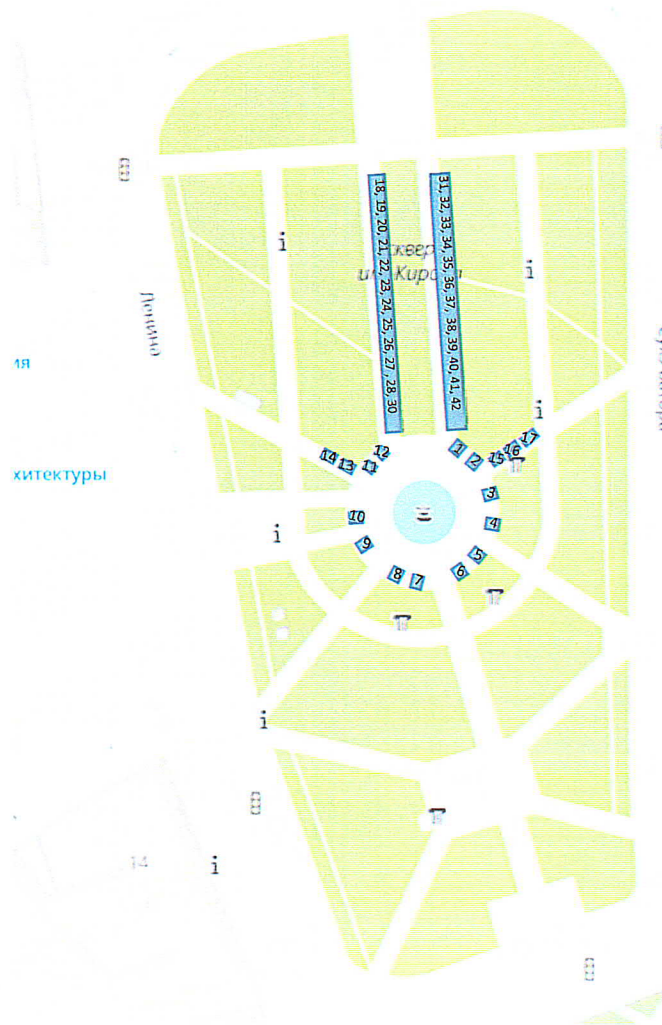 18, 19, 20, 21, 22, 23, 24, 25, 26, 27, 28, 30
31, 32, 33, 34, 35, 36, 37, 38, 39, 40, 41, 42
сквер
им. Кирова
Ленина
ия
хитектуры
i
i
i
i
i
i
1
2
3
4
5
6
7
8
9
10
11
12
13
14
15
16
17
14